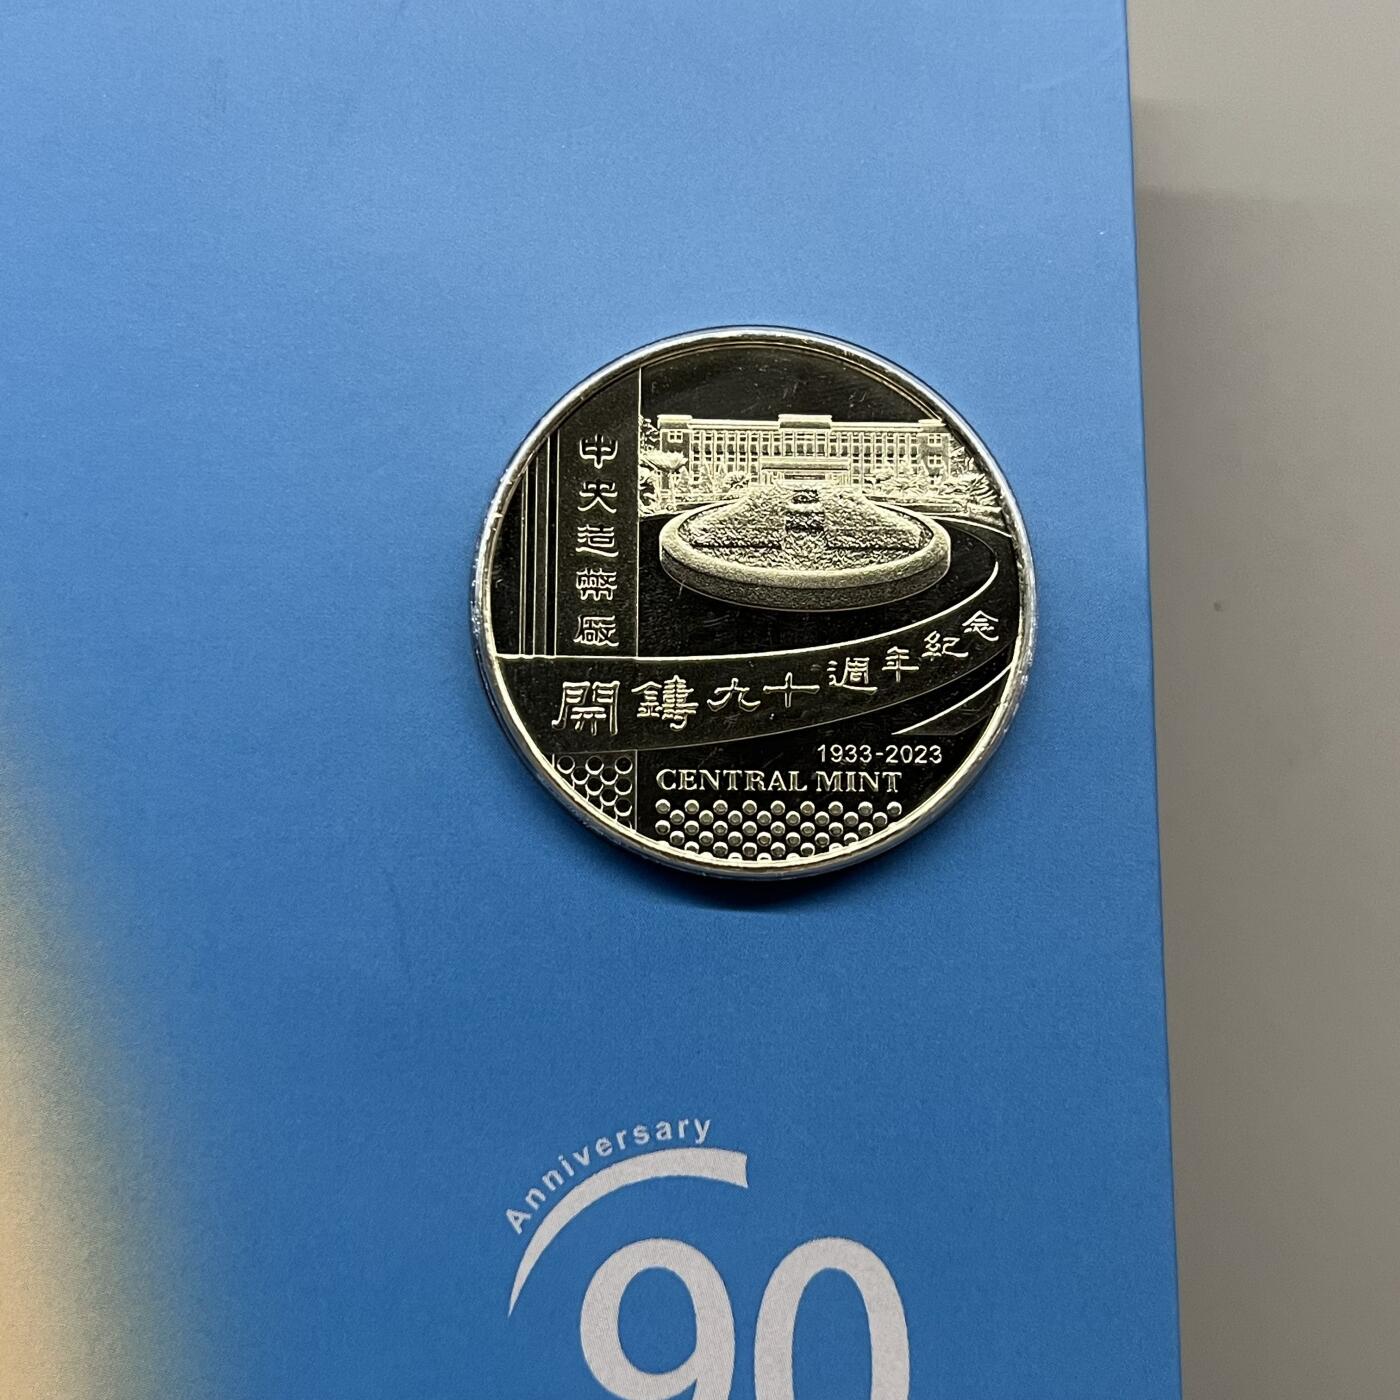 中央造幣廠
開鑄九十週年紀念
1933-2023
CENTRAL MINT
Anniversary
90